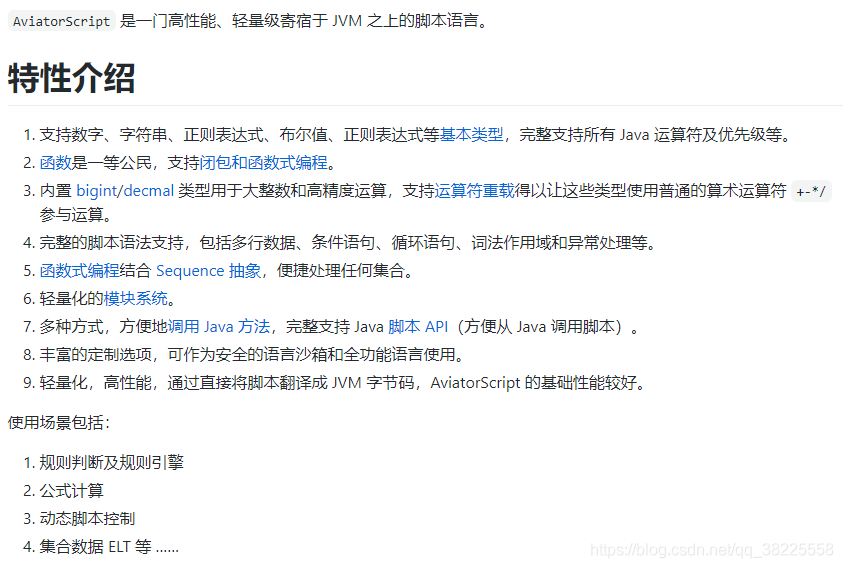 AviatorScript 是一门高性能、轻量级寄宿于 JVM 之上的脚本语言。
特性介绍
1. 支持数字、字符串、正则表达式、布尔值、正则表达式等基本类型，完整支持所有 Java 运算符及优先级等。
2. 函数是一等公民，支持闭包和函数式编程。
3. 内置 bigint/decmal 类型用于大整数和高精度运算，支持运算符重载得以让这些类型使用普通的算术运算符 +-*/
参与运算。
4. 完整的脚本语法支持，包括多行数据、条件语句、循环语句、词法作用域和异常处理等。
5. 函数式编程结合 Sequence 抽象，便捷处理任何集合。
6. 轻量化的模块系统。
7. 多种方式，方便地调用 Java 方法，完整支持 Java 脚本 API（方便从 Java 调用脚本）。
8. 丰富的定制选项，可作为安全的语言沙箱和全功能语言使用。
9. 轻量化，高性能，通过直接将脚本翻译成 JVM 字节码，AviatorScript 的基础性能较好。
使用场景包括：
1. 规则判断及规则引擎
2. 公式计算
3. 动态脚本控制
4. 集合数据 ELT 等 ......
https://blog.csdn.net/qq_38225558